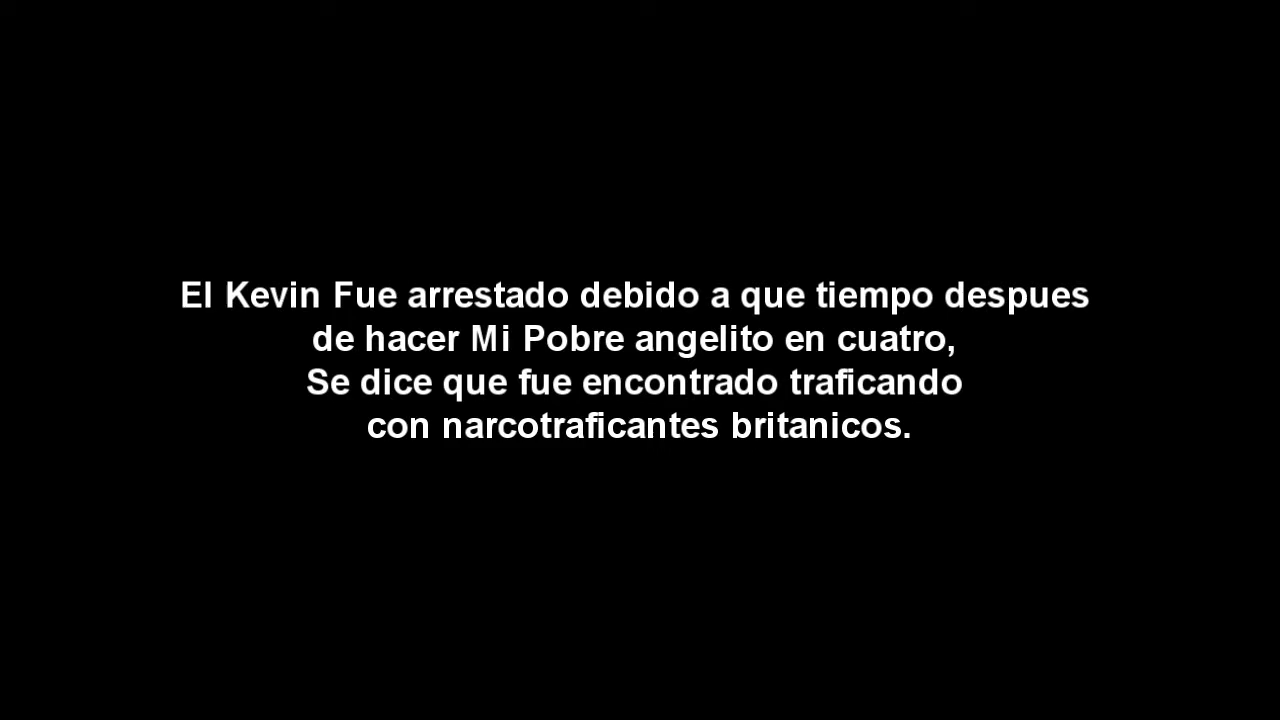 El Kevin Fue arrestado debido a que tiempo despues
de hacer Mi Pobre angelito en cuatro,
Se dice que fue encontrado traficando
con narcotraficantes britanicos.